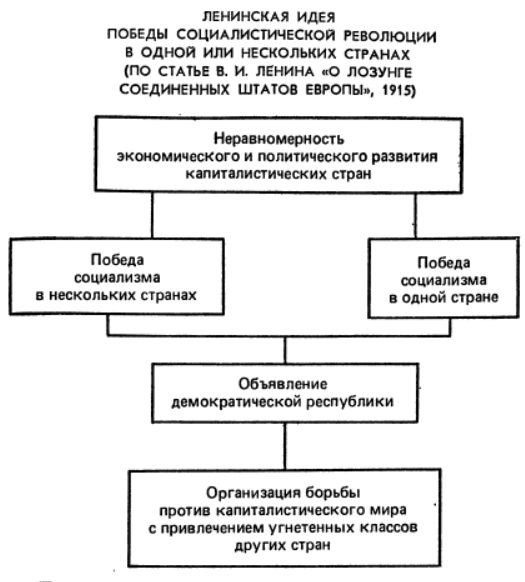 ЛЕНИНСКАЯ ИДЕЯ
ПОБЕДЫ СОЦИАЛИСТИЧЕСКОЙ РЕВОЛЮЦИИ
В ОДНОЙ ИЛИ НЕСКОЛЬКИХ СТРАНАХ
(ПО СТАТЬЕ В. И. ЛЕНИНА «О ЛОЗУНГЕ
СОЕДИНЕННЫХ ШТАТОВ ЕВРОПЫ», 1915)
Неравномерность
экономического и политического развития
капиталистических стран
Победа
социализма
в нескольких странах
Победа
социализма
в одной стране
Объявление
демократической республики
Организация борьбы
против капиталистического мира
с привлечением угнетенных классов
других стран